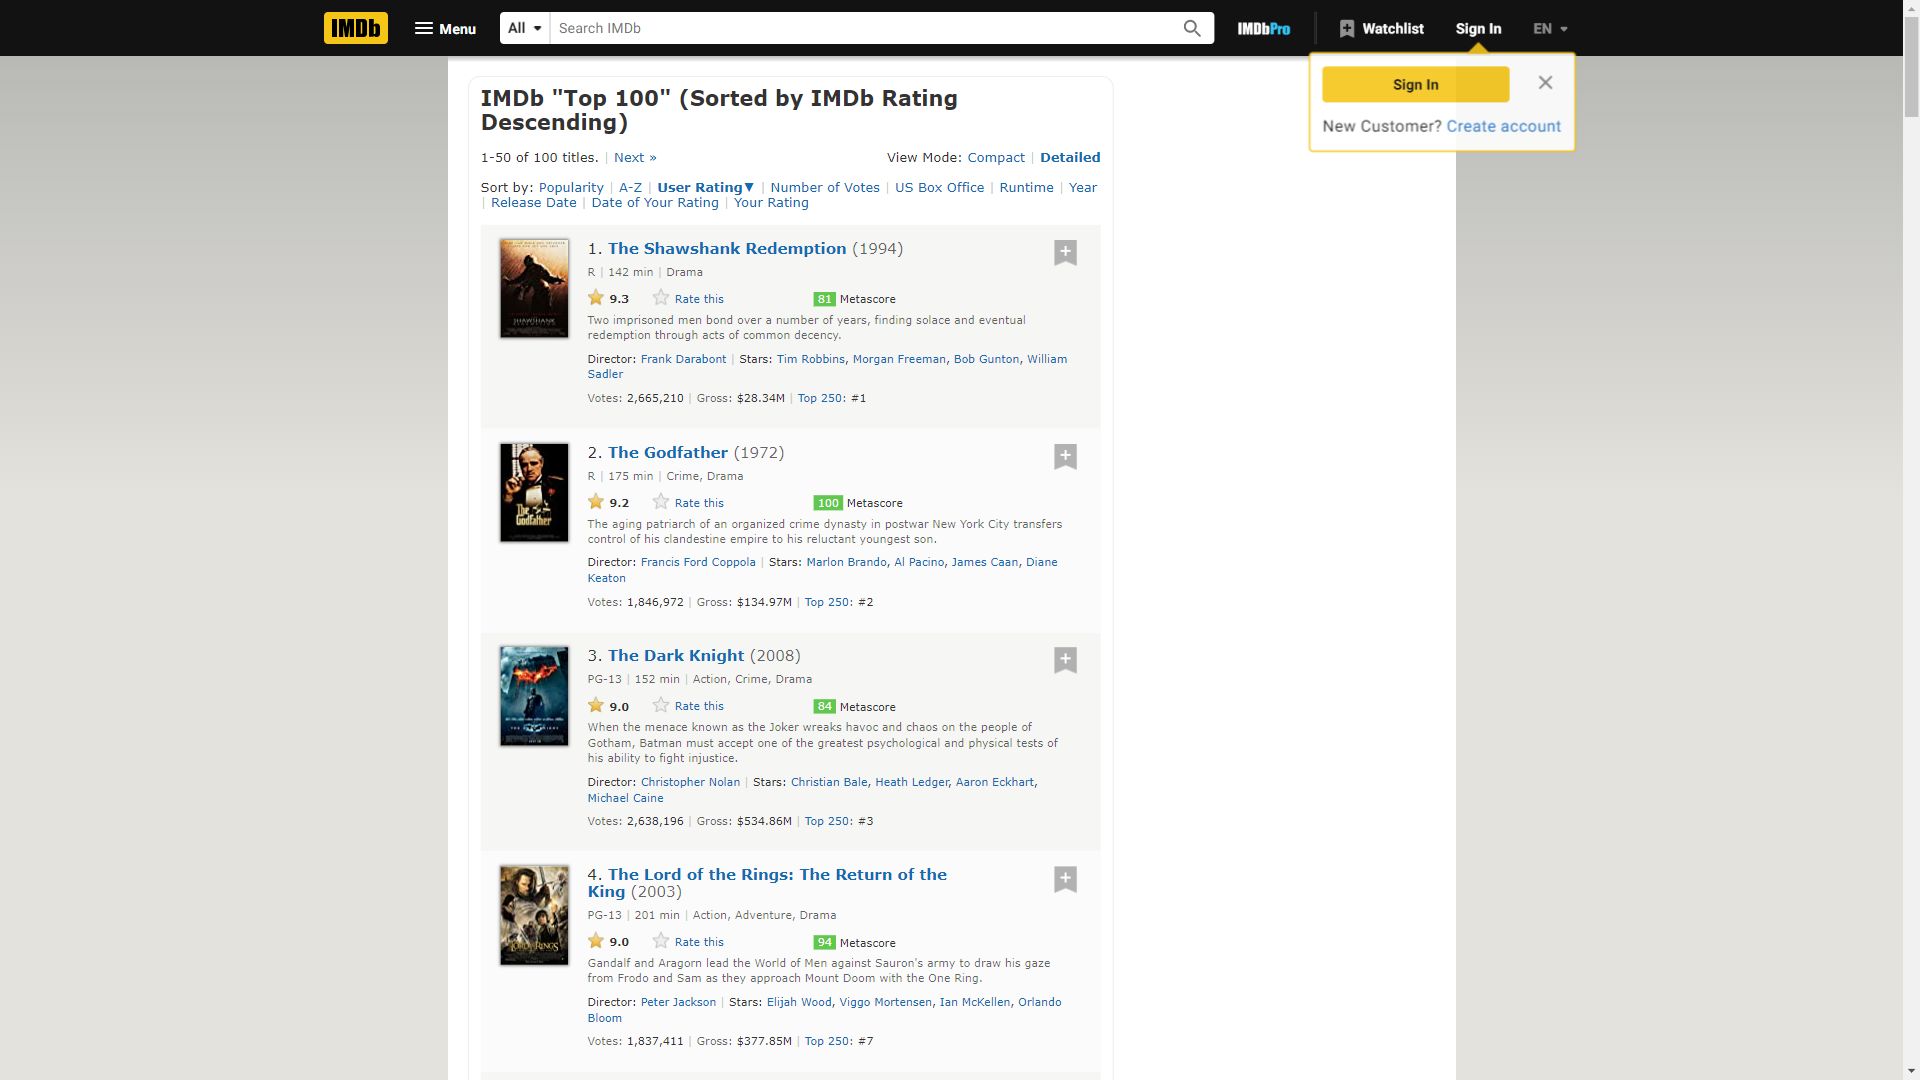 IMDb Menu All Search IMDb IMDbPro Watchlist Sign In EN
Sign In
New Customer? Create account
IMDb "Top 100" (Sorted by IMDb Rating
Descending)
1-50 of 100 titles. | Next » View Mode: Compact | Detailed
Sort by: Popularity | A-Z | User Rating▼ | Number of Votes | US Box Office | Runtime | Year
| Release Date | Date of Your Rating | Your Rating
1. The Shawshank Redemption (1994)
R | 142 min | Drama
9.3 Rate this 81 Metascore
Two imprisoned men bond over a number of years, finding solace and eventual
redemption through acts of common decency.
Director: Frank Darabont | Stars: Tim Robbins, Morgan Freeman, Bob Gunton, William
Sadler
Votes: 2,665,210 | Gross: $28.34M | Top 250: #1
2. The Godfather (1972)
R | 175 min | Crime, Drama
9.2 Rate this 100 Metascore
The aging patriarch of an organized crime dynasty in postwar New York City transfers
control of his clandestine empire to his reluctant youngest son.
Director: Francis Ford Coppola | Stars: Marlon Brando, Al Pacino, James Caan, Diane
Keaton
Votes: 1,846,972 | Gross: $134.97M | Top 250: #2
The
Godfather
3. The Dark Knight (2008)
PG-13 | 152 min | Action, Crime, Drama
9.0 Rate this 84 Metascore
When the menace known as the Joker wreaks havoc and chaos on the people of
Gotham, Batman must accept one of the greatest psychological and physical tests of
his ability to fight injustice.
Director: Christopher Nolan | Stars: Christian Bale, Heath Ledger, Aaron Eckhart,
Michael Caine
Votes: 2,638,196 | Gross: $534.86M | Top 250: #3
4. The Lord of the Rings: The Return of the
King (2003)
PG-13 | 201 min | Action, Adventure, Drama
9.0 Rate this 94 Metascore
Gandalf and Aragorn lead the World of Men against Sauron's army to draw his gaze
from Frodo and Sam as they approach Mount Doom with the One Ring.
Director: Peter Jackson | Stars: Elijah Wood, Viggo Mortensen, Ian McKellen, Orlando
Bloom
Votes: 1,837,411 | Gross: $377.85M | Top 250: #7